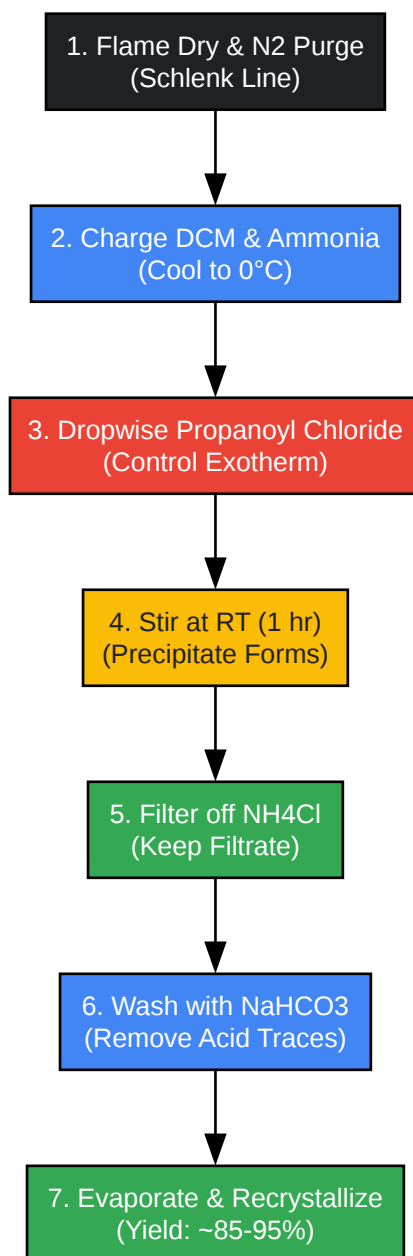 1. Flame Dry & N2 Purge
(Schlenk Line)
2. Charge DCM & Ammonia
(Cool to 0°C)
3. Dropwise Propanoyl Chloride
(Control Exotherm)
4. Stir at RT (1 hr)
(Precipitate Forms)
5. Filter off NH4Cl
(Keep Filtrate)
6. Wash with NaHCO3
(Remove Acid Traces)
7. Evaporate & Recrystallize
(Yield: ~85-95%)